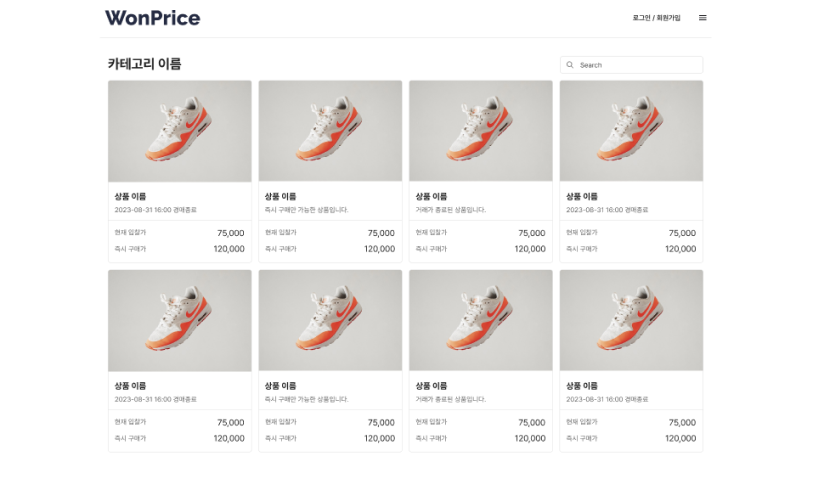 WonPrice
로그인 / 회원가입
카테고리 이름
Search
상품 이름
2023-08-31 16:00 경매종료
현재 입찰가 75,000
즉시 구매가 120,000
상품 이름
즉시 구매만 가능한 상품입니다.
현재 입찰가 75,000
즉시 구매가 120,000
상품 이름
거래가 종료된 상품입니다.
현재 입찰가 75,000
즉시 구매가 120,000
상품 이름
2023-08-31 16:00 경매종료
현재 입찰가 75,000
즉시 구매가 120,000
상품 이름
2023-08-31 16:00 경매종료
현재 입찰가 75,000
즉시 구매가 120,000
상품 이름
즉시 구매만 가능한 상품입니다.
현재 입찰가 75,000
즉시 구매가 120,000
상품 이름
거래가 종료된 상품입니다.
현재 입찰가 75,000
즉시 구매가 120,000
상품 이름
2023-08-31 16:00 경매종료
현재 입찰가 75,000
즉시 구매가 120,000